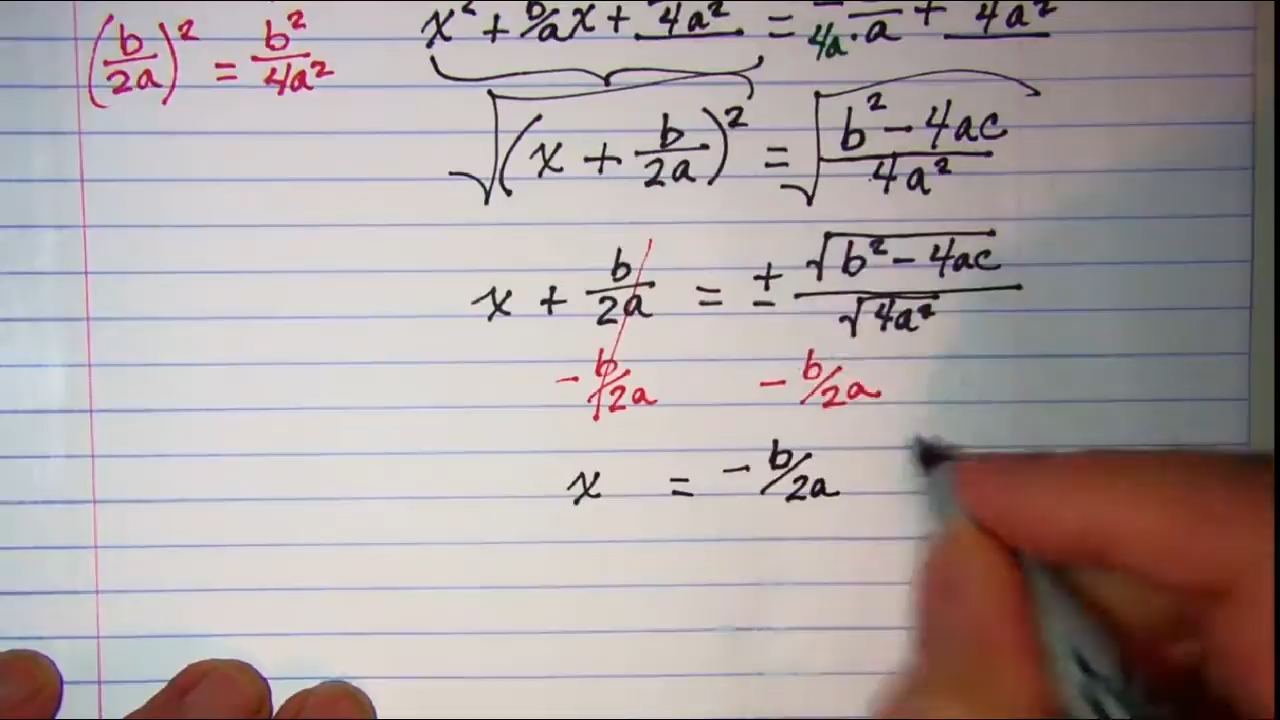 (b/2a)² = b²/4a²
x² + b/a x + 4a² = 4a · a + 4a²
√(x + b/2a)² = √(b² - 4ac)/4a²
x + b/2a = ± √(b² - 4ac)/√4a²
- b/2a - b/2a
x = - b/2a